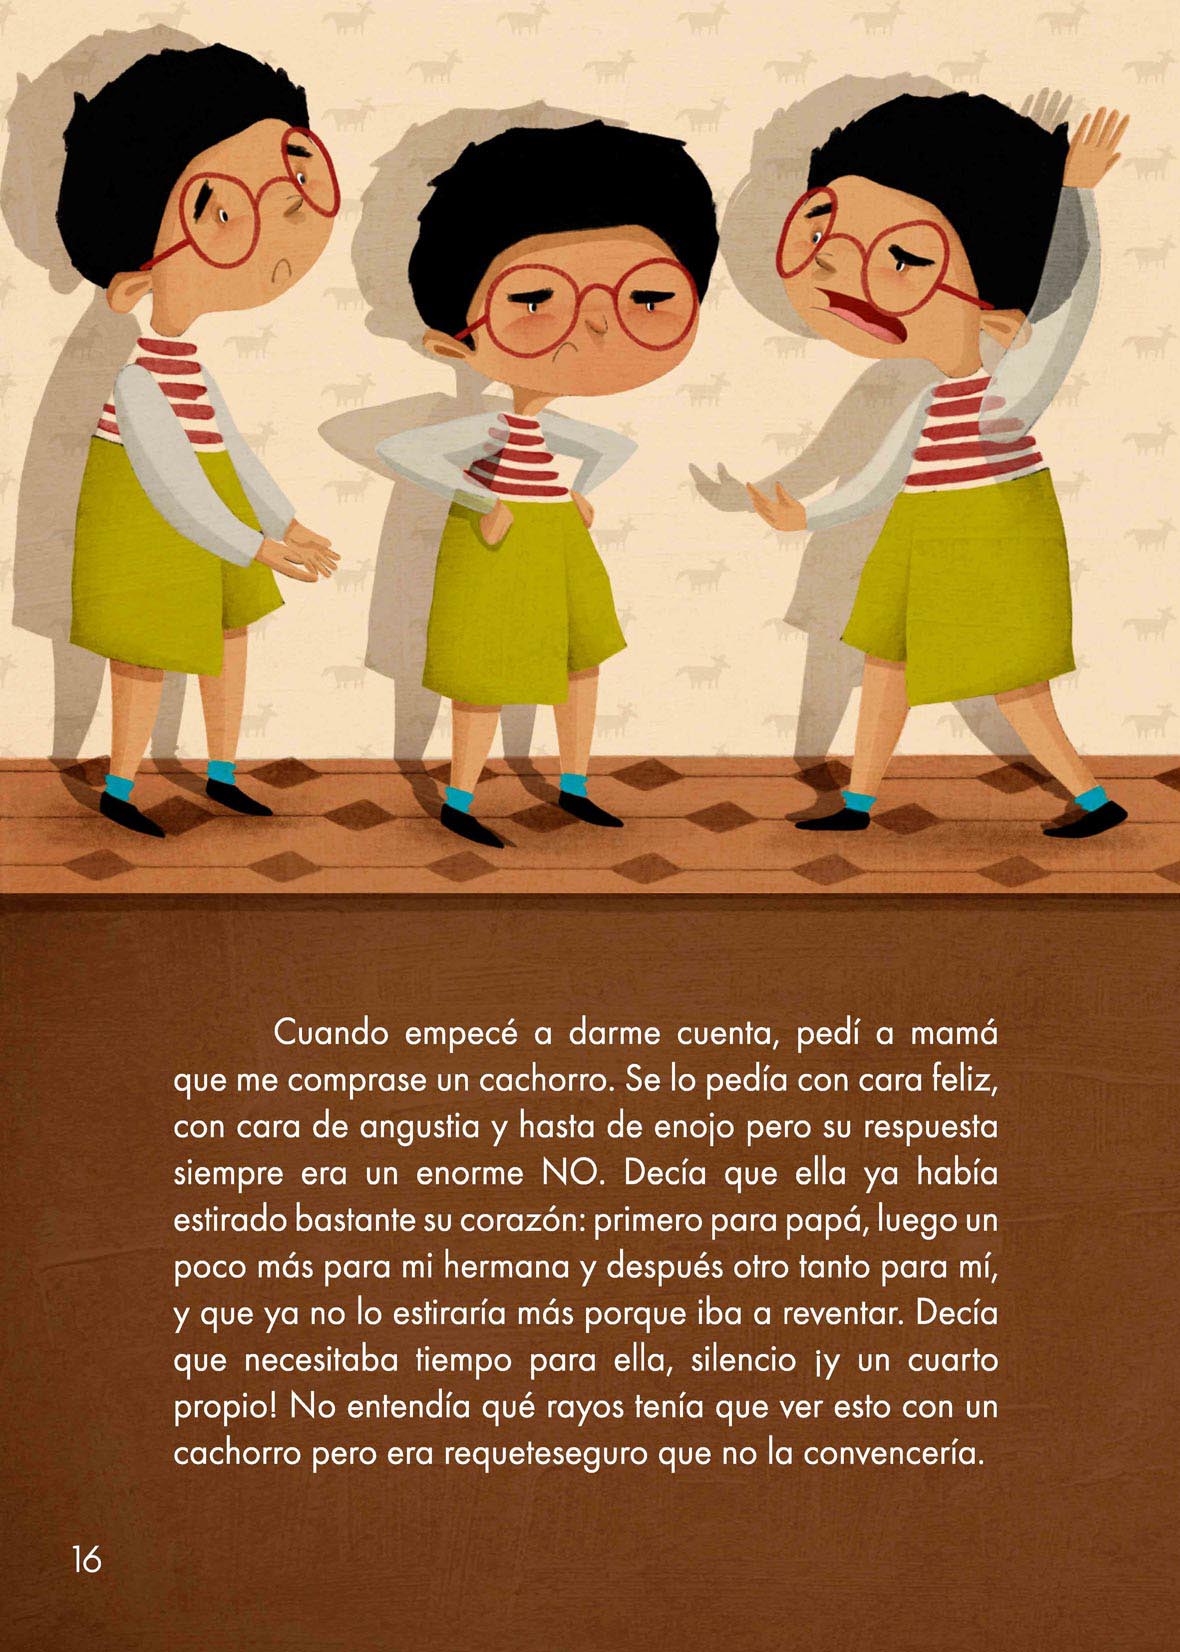 Cuando empecé a darme cuenta, pedí a mamá
que me comprase un cachorro. Se lo pedía con cara feliz,
con cara de angustia y hasta de enojo pero su respuesta
siempre era un enorme NO. Decía que ella ya había
estirado bastante su corazón: primero para papá, luego un
poco más para mi hermana y después otro tanto para mí,
y que ya no lo estiraría más porque iba a reventar. Decía
que necesitaba tiempo para ella, silencio ¡y un cuarto
propio! No entendía qué rayos tenía que ver esto con un
cachorro pero era requeteseguro que no la convencería.
16